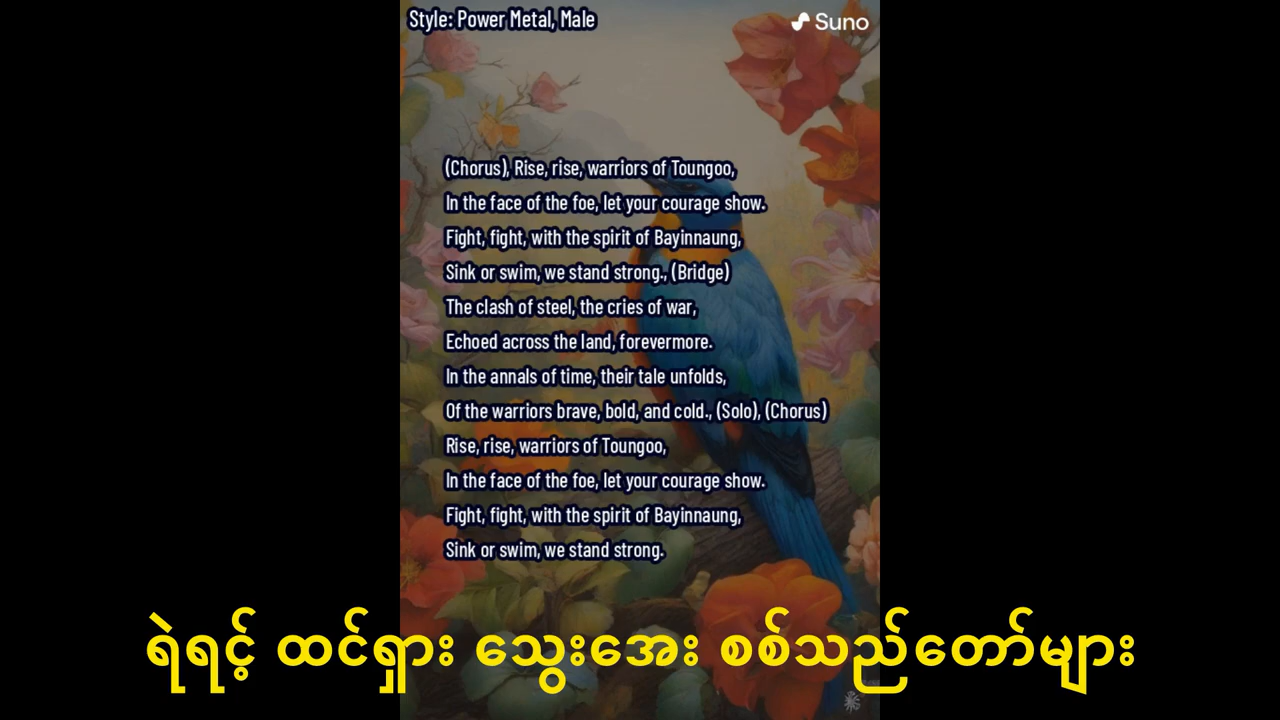 Style: Power Metal, Male
Suno
(Chorus), Rise, rise, warriors of Toungoo,
In the face of the foe, let your courage show.
Fight, fight, with the spirit of Bayinnaung,
Sink or swim, we stand strong., (Bridge)
The clash of steel, the cries of war,
Echoed across the land, forevermore.
In the annals of time, their tale unfolds,
Of the warriors brave, bold, and cold., (Solo), (Chorus)
Rise, rise, warriors of Toungoo,
In the face of the foe, let your courage show.
Fight, fight, with the spirit of Bayinnaung,
Sink or swim, we stand strong.
ရဲရင့် ထင်ရှား သွေးအေး စစ်သည်တော်များ